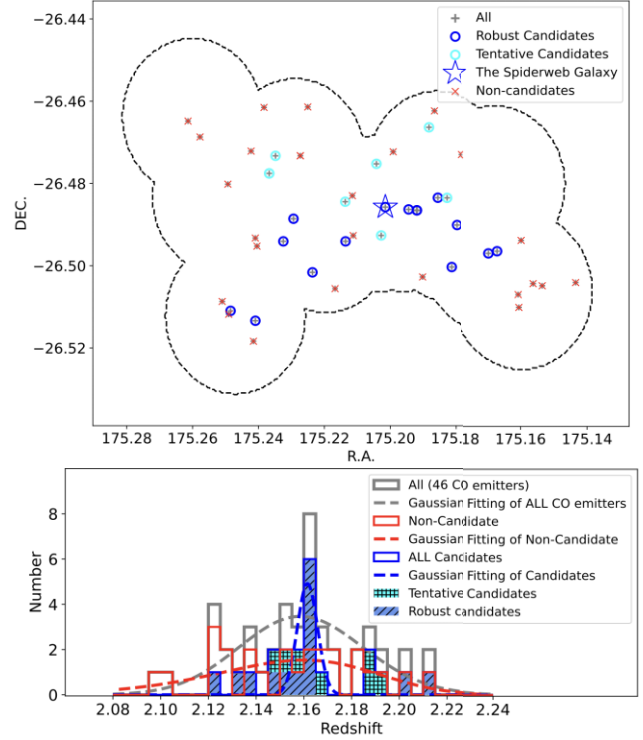 −26.44
−26.46
−26.48
−26.50
−26.52
DEC.
All
Robust Candidates
Tentative Candidates
The Spiderweb Galaxy
Non-candidates
175.28 175.26 175.24 175.22 175.20 175.18 175.16 175.14
R.A.
8
6
4
2
0
Number
All (46 C0 emitters)
Gaussian Fitting of ALL CO emitters
Non-Candidate
Gaussian Fitting of Non-Candidate
ALL Cancidates
Gaussian Fitting of Candidates
Tentative Candidates
Robust candidates
2.08 2.10 2.12 2.14 2.16 2.18 2.20 2.22 2.24
Redshift